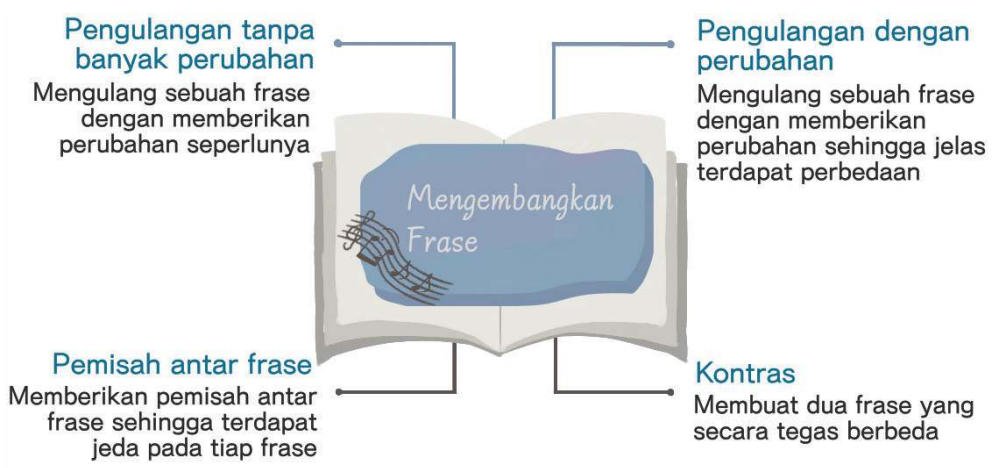 Pengulangan tanpa
banyak perubahan
Mengulang sebuah frase
dengan memberikan
perubahan seperlunya
Pengulangan dengan
perubahan
Mengulang sebuah frase
dengan memberikan
perubahan sehingga jelas
terdapat perbedaan
Mengembangkan
Frase
Pemisah antar frase
Memberikan pemisah antar
frase sehingga terdapat
jeda pada tiap frase
Kontras
Membuat dua frase yang
secara tegas berbeda